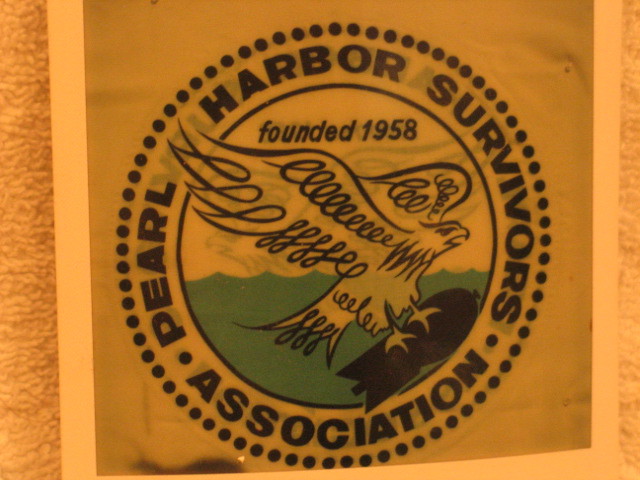 PEARL HARBOR SURVIVORS
• ASSOCIATION •
founded 1958